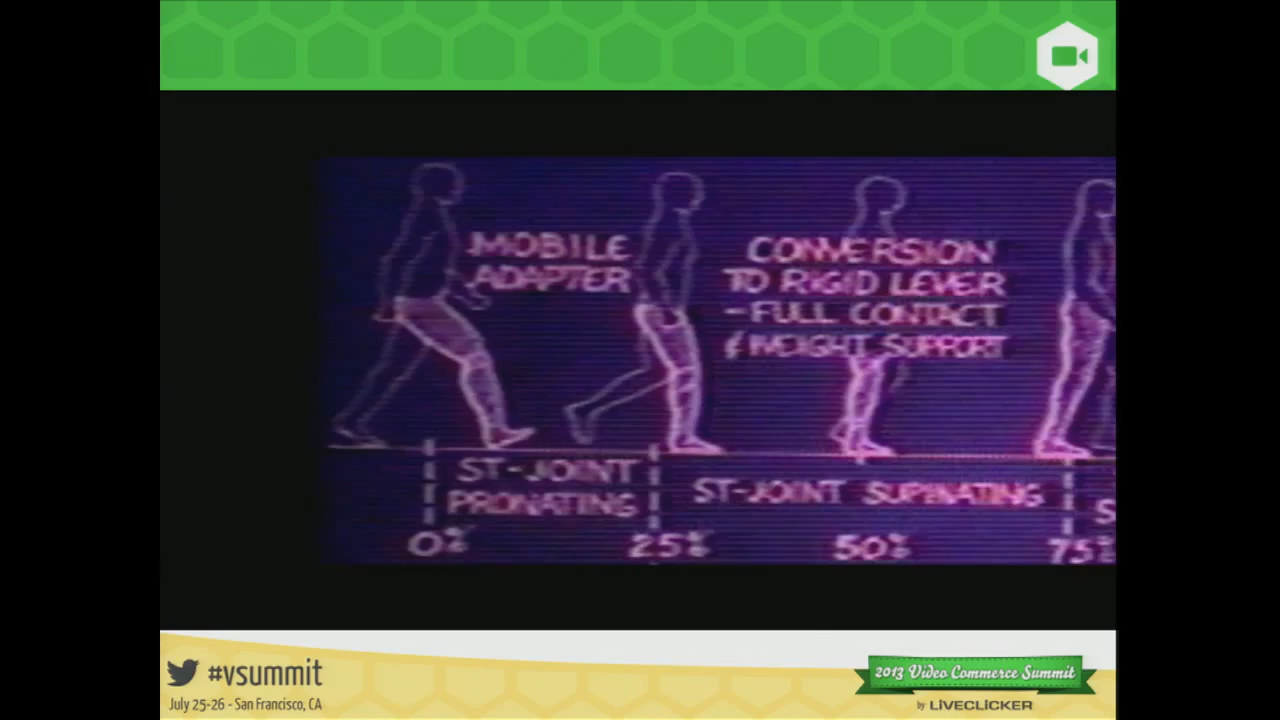 MOBILE
ADAPTER
CONVERSION
TO RIGID LEVER
-FULL CONTACT
& WEIGHT SUPPORT
ST-JOINT
PRONATING
ST-JOINT SUPINATING
S
0% 25% 50% 75%
#vsummit
July 25-26 - San Francisco, CA
2013 Video Commerce Summit
by LIVECLICKER